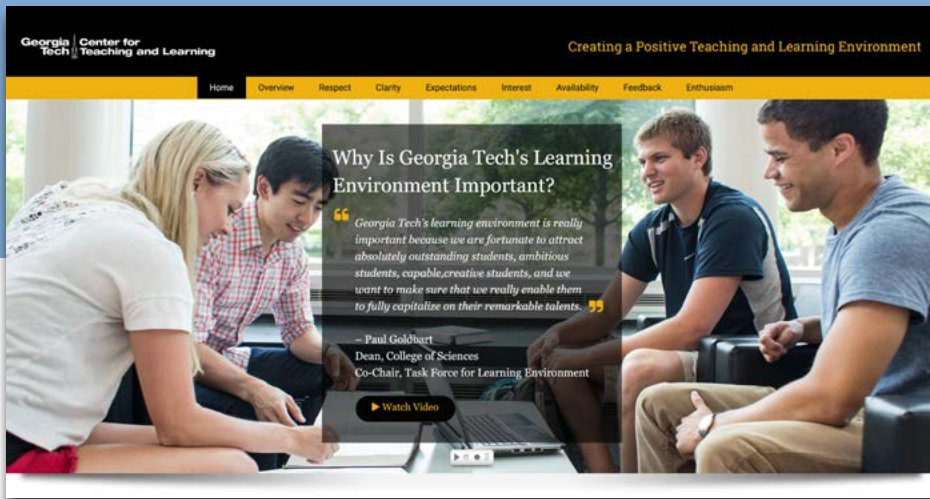 Georgia Center for
Tech Teaching and Learning
Creating a Positive Teaching and Learning Environment
Home Overview Respect Clarity Expectations Interest Availability Feedback Enthusiasm
Why Is Georgia Tech's Learning
Environment Important?
“ Georgia Tech's learning environment is really
important because we are fortunate to attract
absolutely outstanding students, ambitious
students, capable,creative students, and we
want to make sure that we really enable them
to fully capitalize on their remarkable talents. ”
– Paul Goldbart
Dean, College of Sciences
Co-Chair, Task Force for Learning Environment
Watch Video